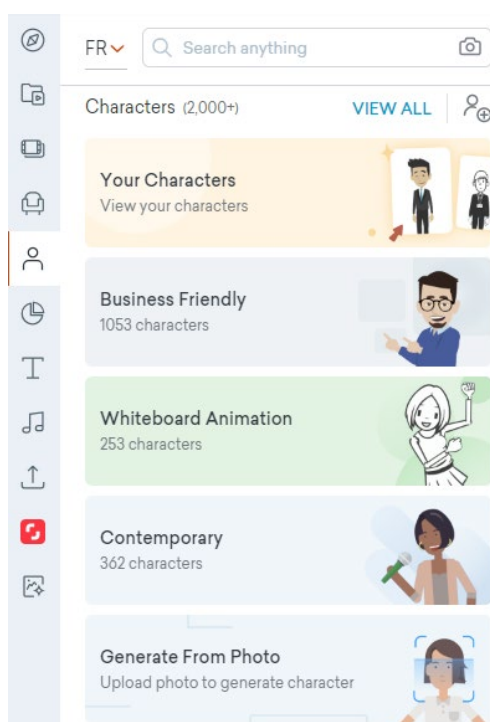 FR
Search anything
Characters (2,000+) VIEW ALL
Your Characters
View your characters
Business Friendly
1053 characters
Whiteboard Animation
253 characters
Contemporary
362 characters
Generate From Photo
Upload photo to generate character